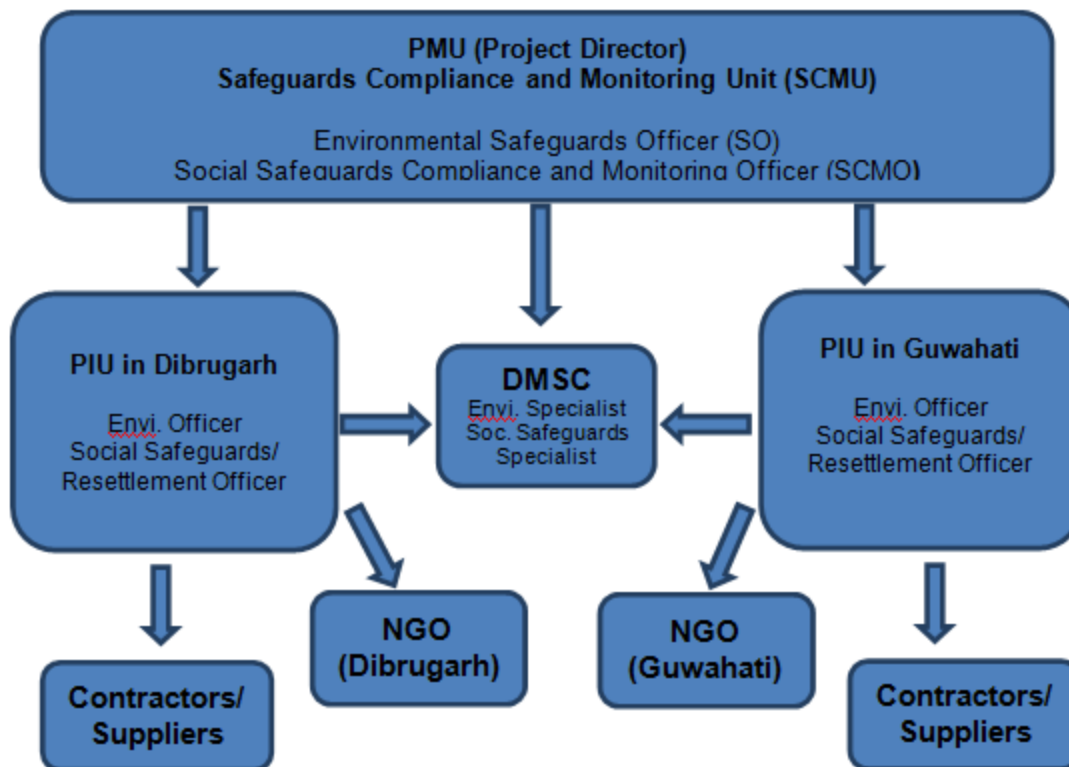 PMU (Project Director)
Safeguards Compliance and Monitoring Unit (SCMU)
Environmental Safeguards Officer (SO)
Social Safeguards Compliance and Monitoring Officer (SCMO)
PIU in Dibrugarh
Envi. Officer
Social Safeguards/
Resettlement Officer
DMSC
Envi. Specialist
Soc. Safeguards
Specialist
PIU in Guwahati
Envi. Officer
Social Safeguards/
Resettlement Officer
NGO
(Dibrugarh)
NGO
(Guwahati)
Contractors/
Suppliers
Contractors/
Suppliers